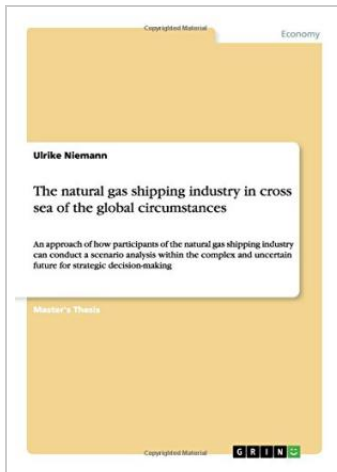 Copyrighted Material
Economy
Ulrike Niemann
The natural gas shipping industry in cross
sea of the global circumstances
An approach of how participants of the natural gas shipping industry
can conduct a scenario analysis within the complex and uncertain
future for strategic decision-making
Master's Thesis
Copyrighted Material
GRIN